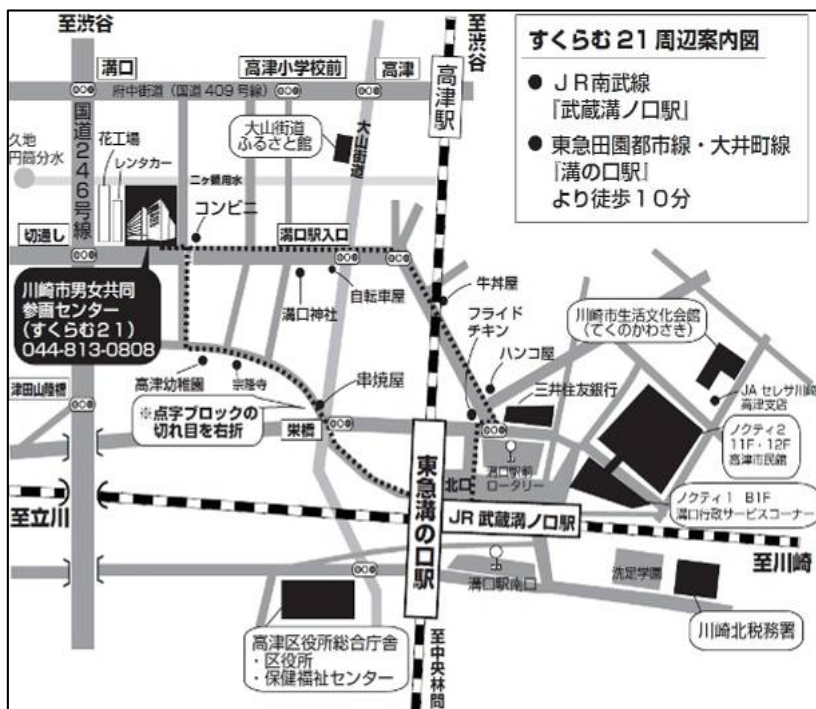 至渋谷
溝口
高津小学校前
高津
至渋谷
府中街道（国道409号線）
国道246号線
高津駅
大山街道
ふるさと館
大山街道
久地
円筒分水
花工場
レンタカー
二ヶ領用水
コンビニ
切通し
溝口駅入口
川崎市男女共同
参画センター
(すくらむ21)
044-813-0808
溝口神社
自転車屋
牛丼屋
フライド
チキン
ハンコ屋
三井住友銀行
川崎市生活文化会館
(てくのかわさき)
JAセレサ川崎
高津支店
津田山陸橋
高津幼稚園
宗隆寺
串焼屋
※点字ブロックの
切れ目を右折
栄橋
溝口駅前
ロータリー
北口
ノクティ2
11F・12F
高津市民館
ノクティ1 B1F
溝口行政サービスコーナー
至立川
東急溝の口駅
JR武蔵溝ノ口駅
至川崎
溝口駅南口
洗足学園
川崎北税務署
高津区役所総合庁舎
・区役所
・保健福祉センター
至中央林間
すくらむ21周辺案内図
● JR南武線
『武蔵溝ノ口駅』
● 東急田園都市線・大井町線
『溝の口駅』
より徒歩10分